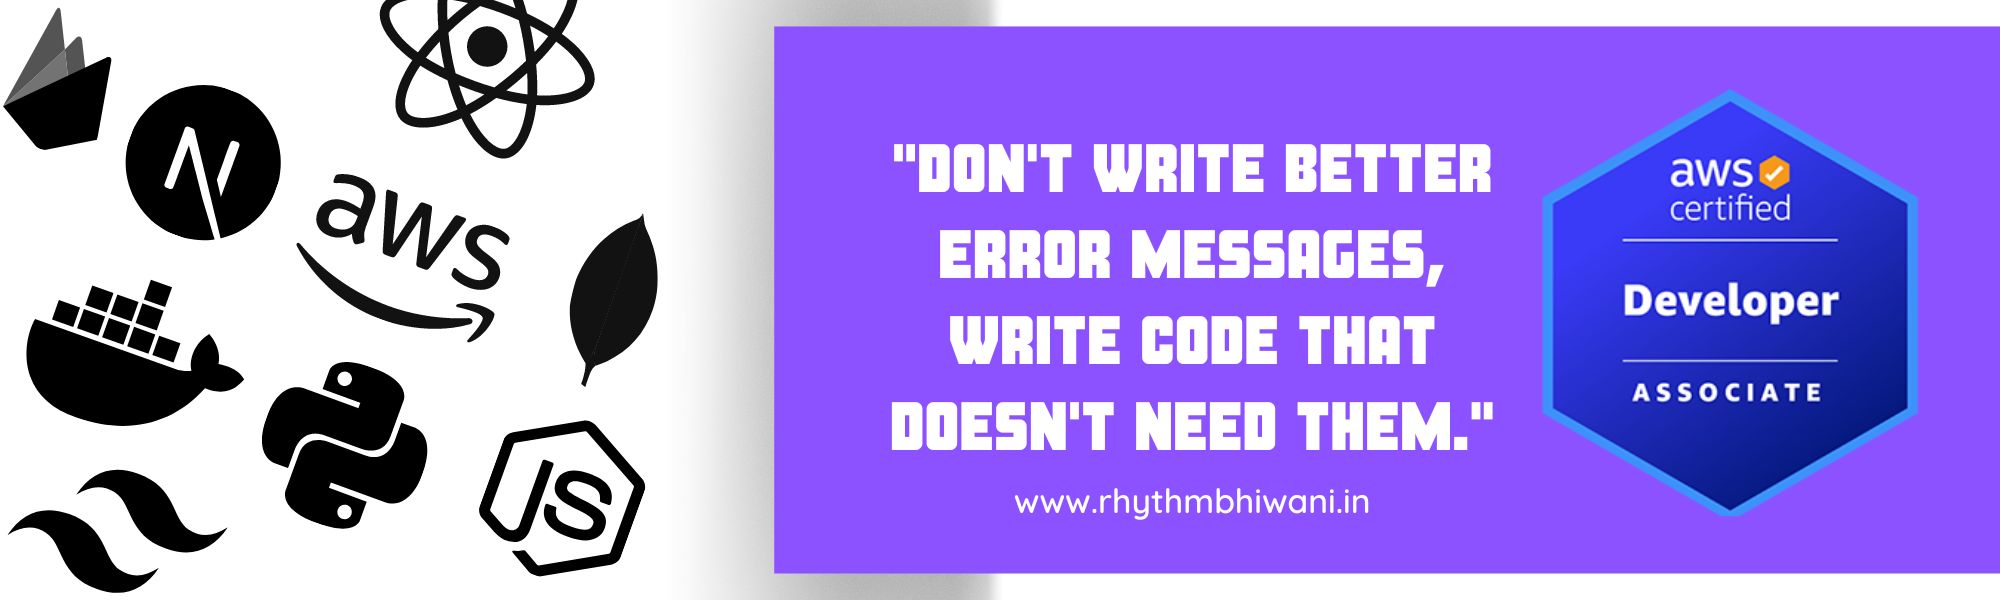 N
aws
JS
"DON'T WRITE BETTER
ERROR MESSAGES,
WRITE CODE THAT
DOESN'T NEED THEM."
www.rhythmbhiwani.in
aws
certified
Developer
ASSOCIATE